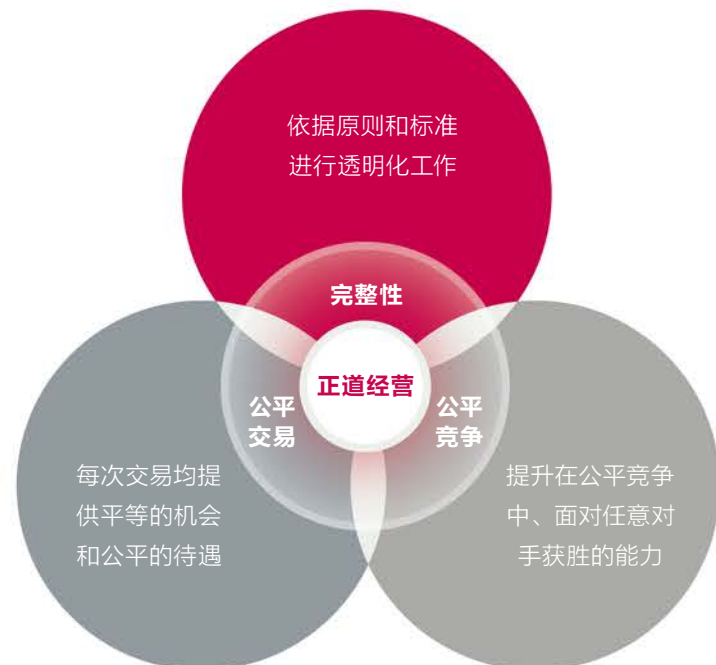 依据原则和标准
进行透明化工作
完整性
正道经营
公平
交易
公平
竞争
每次交易均提
供平等的机会
和公平的待遇
提升在公平竞争
中、面对任意对
手获胜的能力